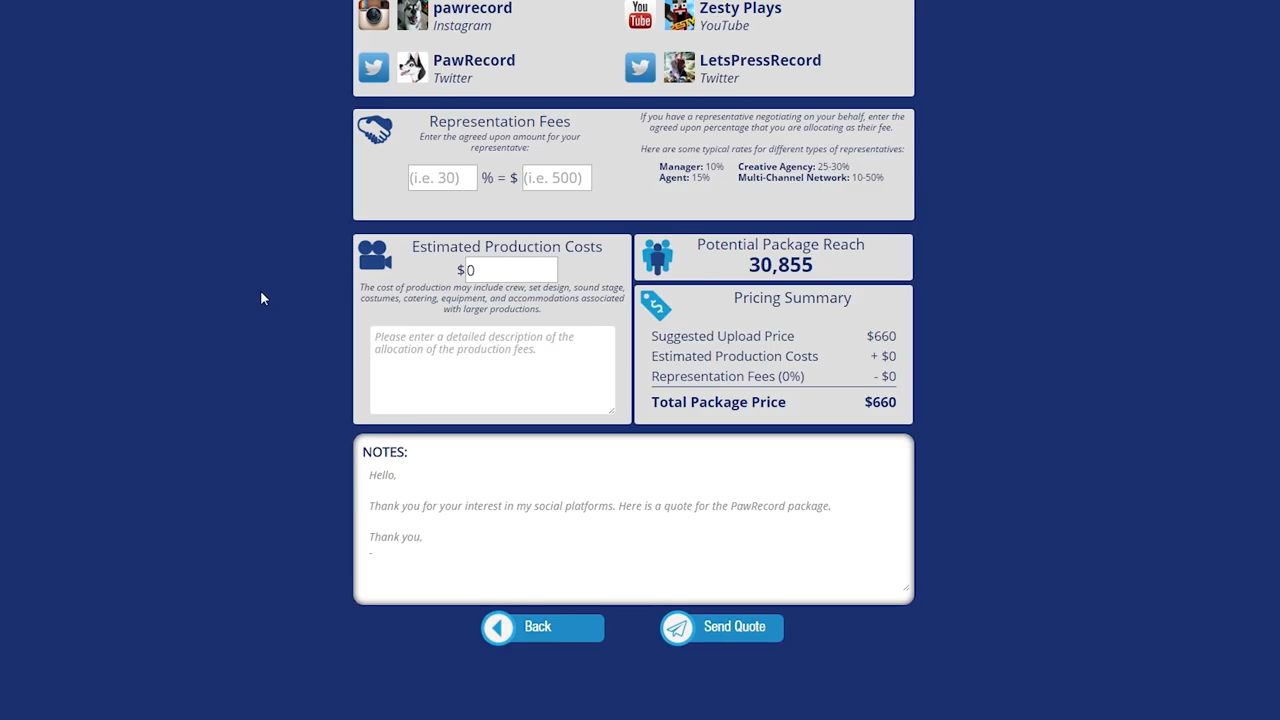 pawrecord
Instagram
You
Tube
Zesty Plays
YouTube
PawRecord
Twitter
LetsPressRecord
Twitter
Representation Fees
Enter the agreed upon amount for your
representatve:
(i.e. 30) % = $ (i.e. 500)
If you have a representative negotiating on your behalf, enter the
agreed upon percentage that you are allocating as their fee.
Here are some typical rates for different types of representatives:
Manager: 10% Creative Agency: 25-30%
Agent: 15% Multi-Channel Network: 10-50%
Estimated Production Costs
$0
The cost of production may include crew, set design, sound stage,
costumes, catering, equipment, and accommodations associated
with larger productions.
Please enter a detailed description of the
allocation of the production fees.
Potential Package Reach
30,855
Pricing Summary
Suggested Upload Price $660
Estimated Production Costs + $0
Representation Fees (0%) - $0
Total Package Price $660
NOTES:
Hello,
Thank you for your interest in my social platforms. Here is a quote for the PawRecord package.
Thank you,
-
Back
Send Quote